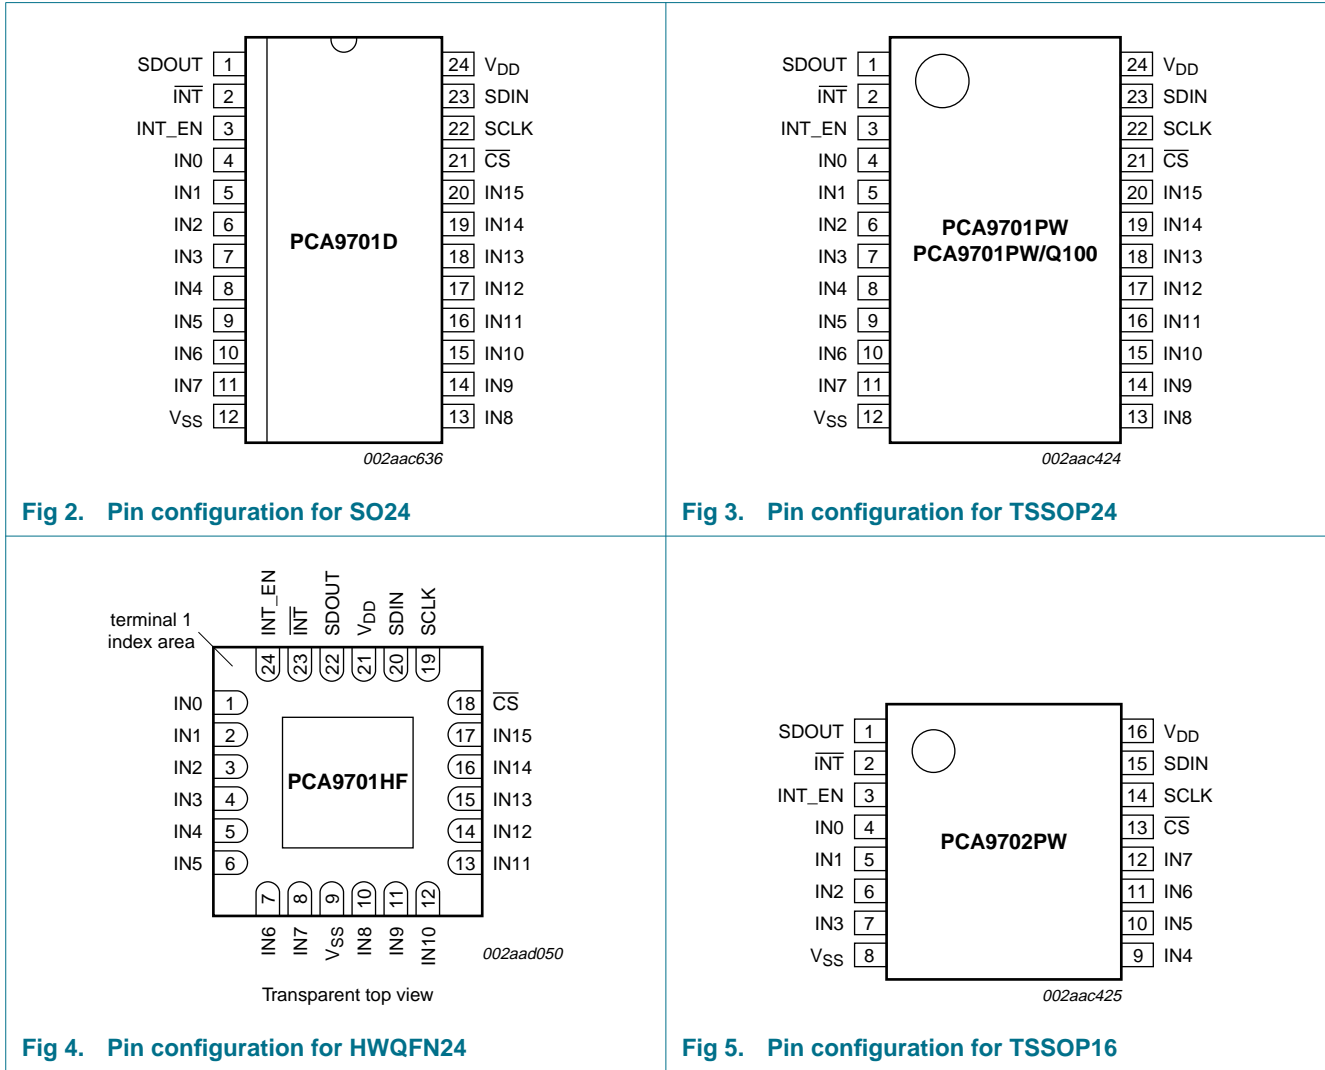 SDOUT 1 24 VDD
INT 2 23 SDIN
INT_EN 3 22 SCLK
IN0 4 21 CS
IN1 5 20 IN15
IN2 6 19 IN14
PCA9701D
IN3 7 18 IN13
IN4 8 17 IN12
IN5 9 16 IN11
IN6 10 15 IN10
IN7 11 14 IN9
VSS 12 13 IN8
002aac636
Fig 2. Pin configuration for SO24
SDOUT 1 24 VDD
INT 2 23 SDIN
INT_EN 3 22 SCLK
IN0 4 21 CS
IN1 5 20 IN15
IN2 6 19 IN14
PCA9701PW
PCA9701PW/Q100
IN3 7 18 IN13
IN4 8 17 IN12
IN5 9 16 IN11
IN6 10 15 IN10
IN7 11 14 IN9
VSS 12 13 IN8
002aac424
Fig 3. Pin configuration for TSSOP24
terminal 1
index area
INT_EN INT SDOUT VDD SDIN SCLK
24 23 22 21 20 19
IN0 1 18 CS
IN1 2 17 IN15
IN2 3 16 IN14
PCA9701HF
IN3 4 15 IN13
IN4 5 14 IN12
IN5 6 13 IN11
7 8 9 10 11 12
IN6 IN7 VSS IN8 IN9 IN10
002aad050
Transparent top view
Fig 4. Pin configuration for HWQFN24
SDOUT 1 16 VDD
INT 2 15 SDIN
INT_EN 3 14 SCLK
IN0 4 13 CS
PCA9702PW
IN1 5 12 IN7
IN2 6 11 IN6
IN3 7 10 IN5
VSS 8 9 IN4
002aac425
Fig 5. Pin configuration for TSSOP16